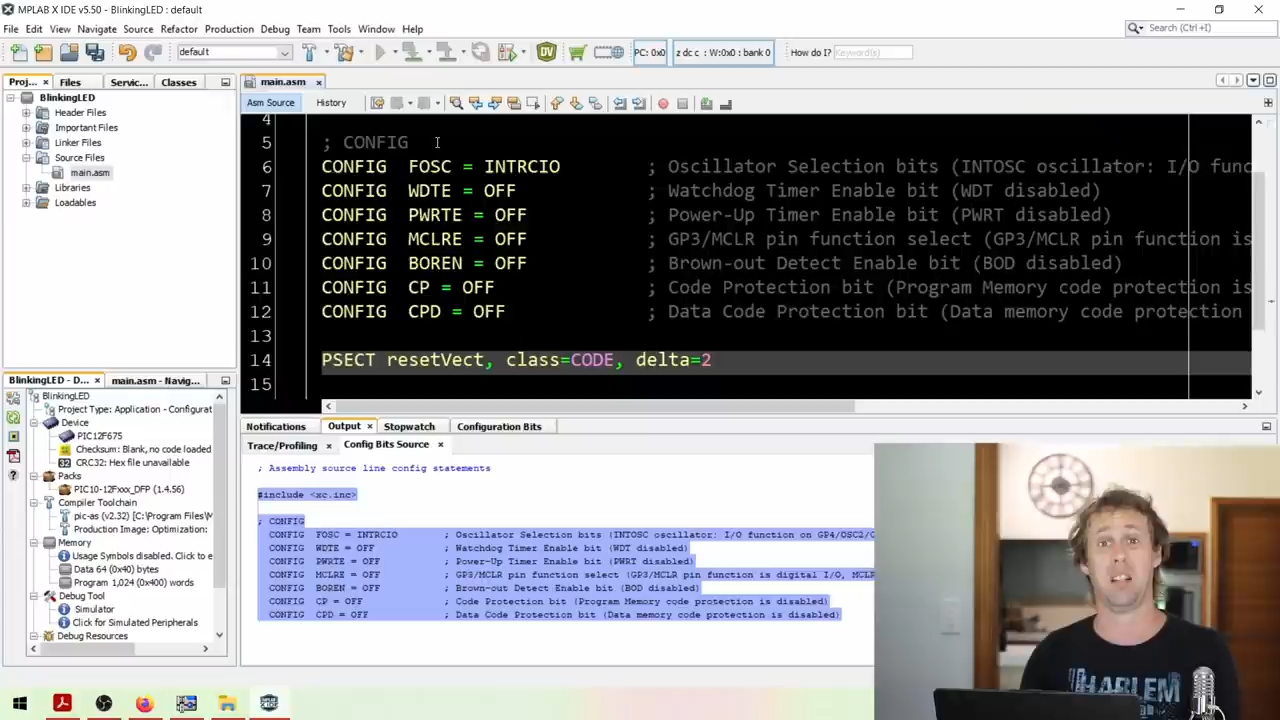 MPLAB X IDE v5.50 - BlinkingLED : default
File Edit View Navigate Source Refactor Production Debug Team Tools Window Help
Search (Ctrl+I)
default
PC: 0x0
z dc c : W:0x0 : bank 0
How do I?
Keyword(s)
Proj...
Files
Servic...
Classes
main.asm
Asm Source
History
BlinkingLED
Header Files
Important Files
Linker Files
Source Files
main.asm
Libraries
Loadables
4
5 ; CONFIG
6 CONFIG FOSC = INTRCIO ; Oscillator Selection bits (INTOSC oscillator: I/O func
7 CONFIG WDTE = OFF ; Watchdog Timer Enable bit (WDT disabled)
8 CONFIG PWRTE = OFF ; Power-Up Timer Enable bit (PWRT disabled)
9 CONFIG MCLRE = OFF ; GP3/MCLR pin function select (GP3/MCLR pin function is
10 CONFIG BOREN = OFF ; Brown-out Detect Enable bit (BOD disabled)
11 CONFIG CP = OFF ; Code Protection bit (Program Memory code protection is
12 CONFIG CPD = OFF ; Data Code Protection bit (Data memory code protection
13
14 PSECT resetVect, class=CODE, delta=2
15
BlinkingLED - D...
main.asm - Navig...
BlinkingLED
Project Type: Application - Configurat
Device
PIC12F675
Checksum: Blank, no code loaded
CRC32: Hex file unavailable
Packs
PIC10-12Fxxx_DFP (1.4.56)
Compiler Toolchain
pic-as (v2.32) [C:\Program Files\M
Production Image: Optimization:
Memory
Usage Symbols disabled. Click to e
Data 64 (0x40) bytes
Program 1,024 (0x400) words
Debug Tool
Simulator
Click for Simulated Peripherals
Debug Resources
Notifications
Output
Stopwatch
Configuration Bits
Trace/Profiling
Config Bits Source
; Assembly source line config statements
#include <xc.inc>
; CONFIG
CONFIG FOSC = INTRCIO ; Oscillator Selection bits (INTOSC oscillator: I/O function on GP4/OSC2/C
CONFIG WDTE = OFF ; Watchdog Timer Enable bit (WDT disabled)
CONFIG PWRTE = OFF ; Power-Up Timer Enable bit (PWRT disabled)
CONFIG MCLRE = OFF ; GP3/MCLR pin function select (GP3/MCLR pin function is digital I/O, MCLR
CONFIG BOREN = OFF ; Brown-out Detect Enable bit (BOD disabled)
CONFIG CP = OFF ; Code Protection bit (Program Memory code protection is disabled)
CONFIG CPD = OFF ; Data Code Protection bit (Data memory code protection is disabled)
HARLEM